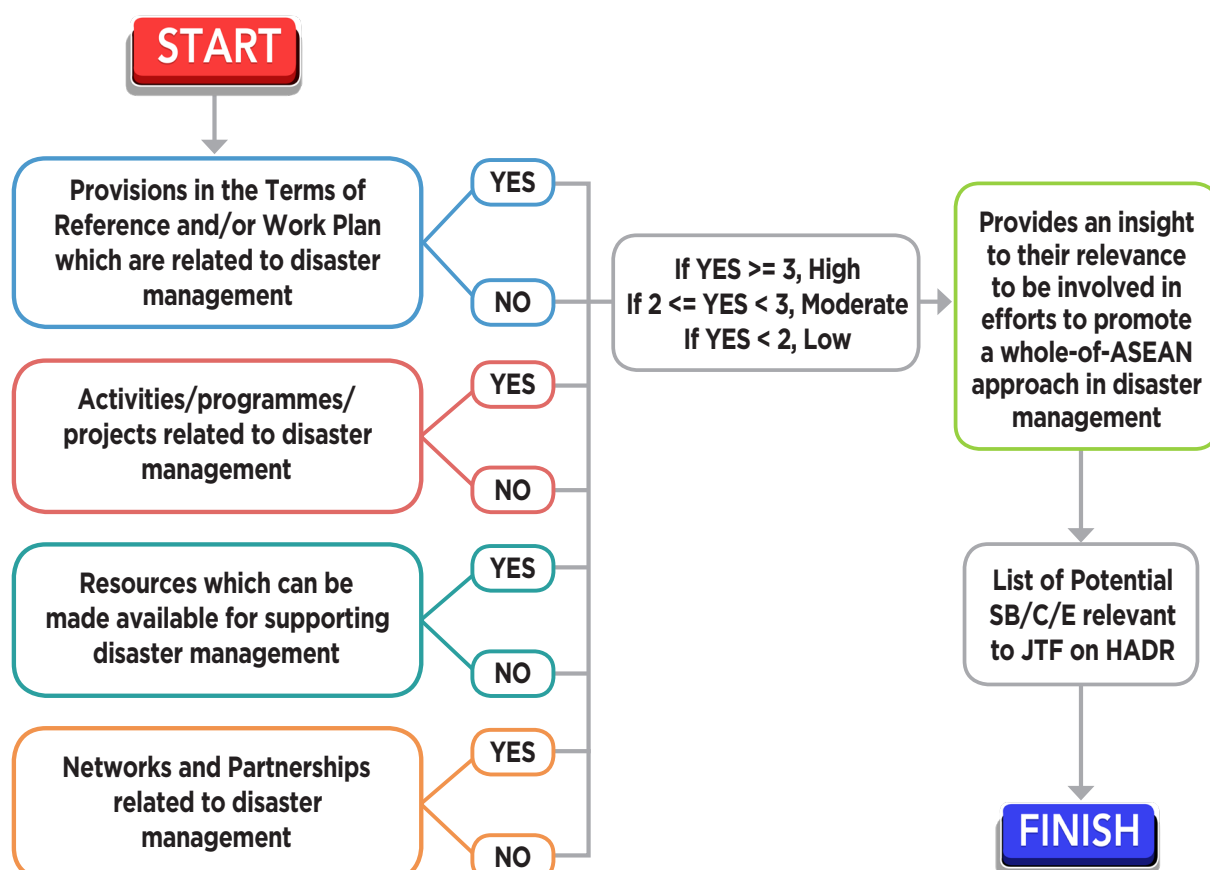 START
Provisions in the Terms of
Reference and/or Work Plan
which are related to disaster
management
YES
NO
Activities/programmes/
projects related to disaster
management
YES
NO
Resources which can be
made available for supporting
disaster management
YES
NO
Networks and Partnerships
related to disaster
management
YES
NO
If YES >= 3, High
If 2 <= YES < 3, Moderate
If YES < 2, Low
Provides an insight
to their relevance
to be involved in
efforts to promote
a whole-of-ASEAN
approach in disaster
management
List of Potential
SB/C/E relevant
to JTF on HADR
FINISH